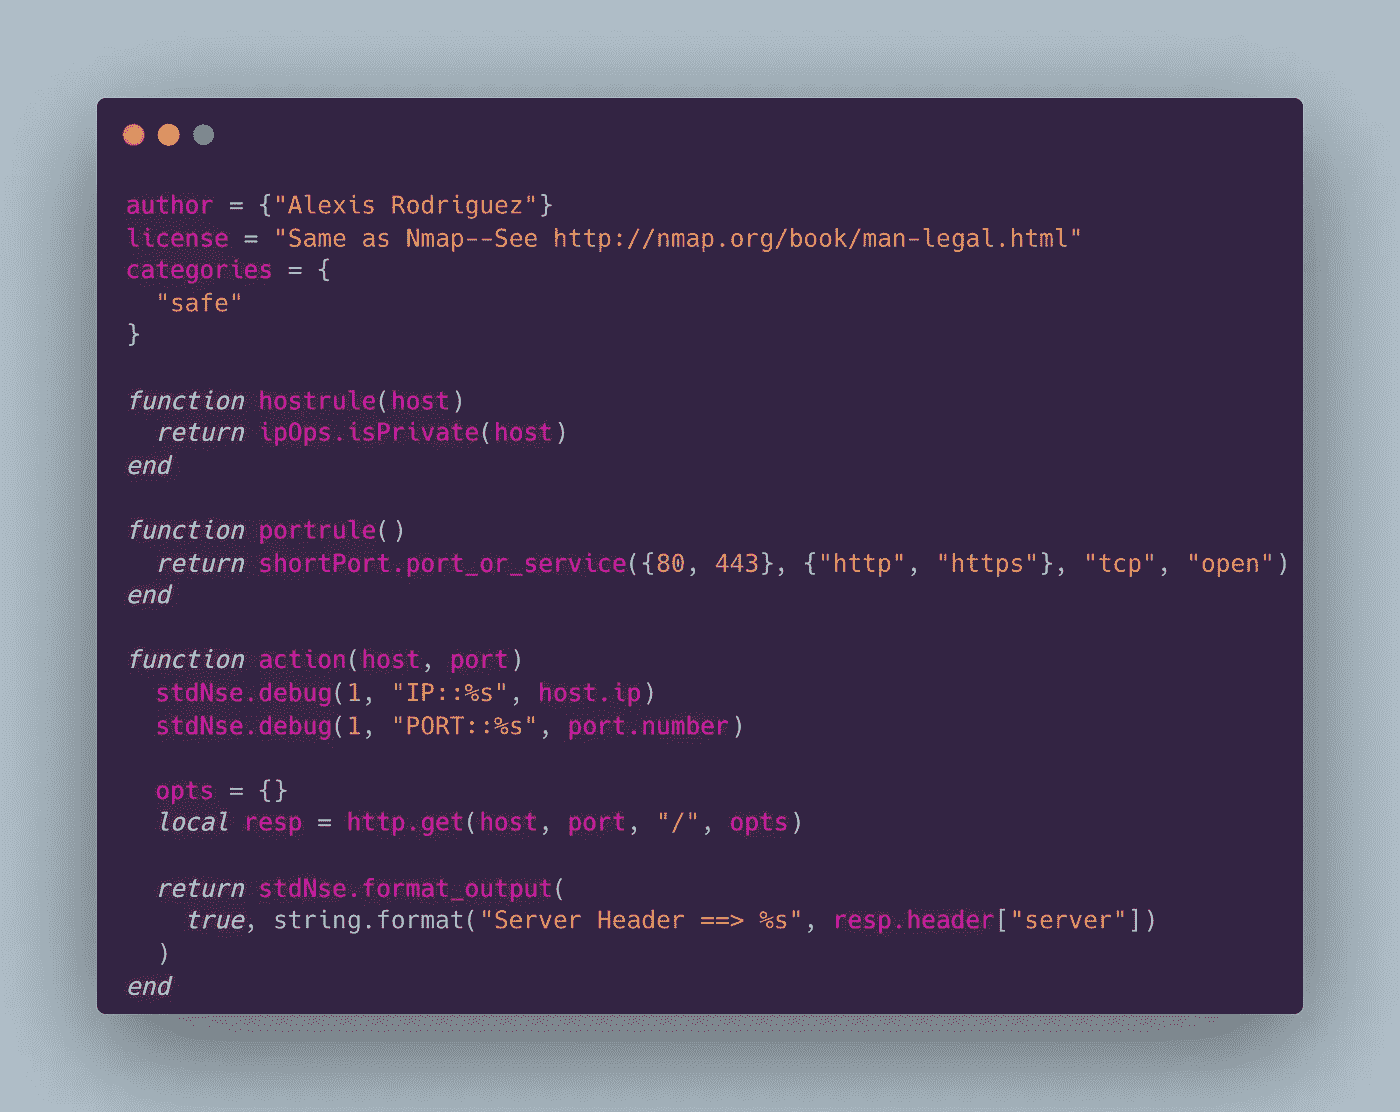 author = {"Alexis Rodriguez"}
license = "Same as Nmap--See http://nmap.org/book/man-legal.html"
categories = {
  "safe"
}

function hostrule(host)
  return ipOps.isPrivate(host)
end

function portrule()
  return shortPort.port_or_service({80, 443}, {"http", "https"}, "tcp", "open")
end

function action(host, port)
  stdNse.debug(1, "IP::%s", host.ip)
  stdNse.debug(1, "PORT::%s", port.number)

  opts = {}
  local resp = http.get(host, port, "/", opts)

  return stdNse.format_output(
    true, string.format("Server Header ==> %s", resp.header["server"])
  )
end